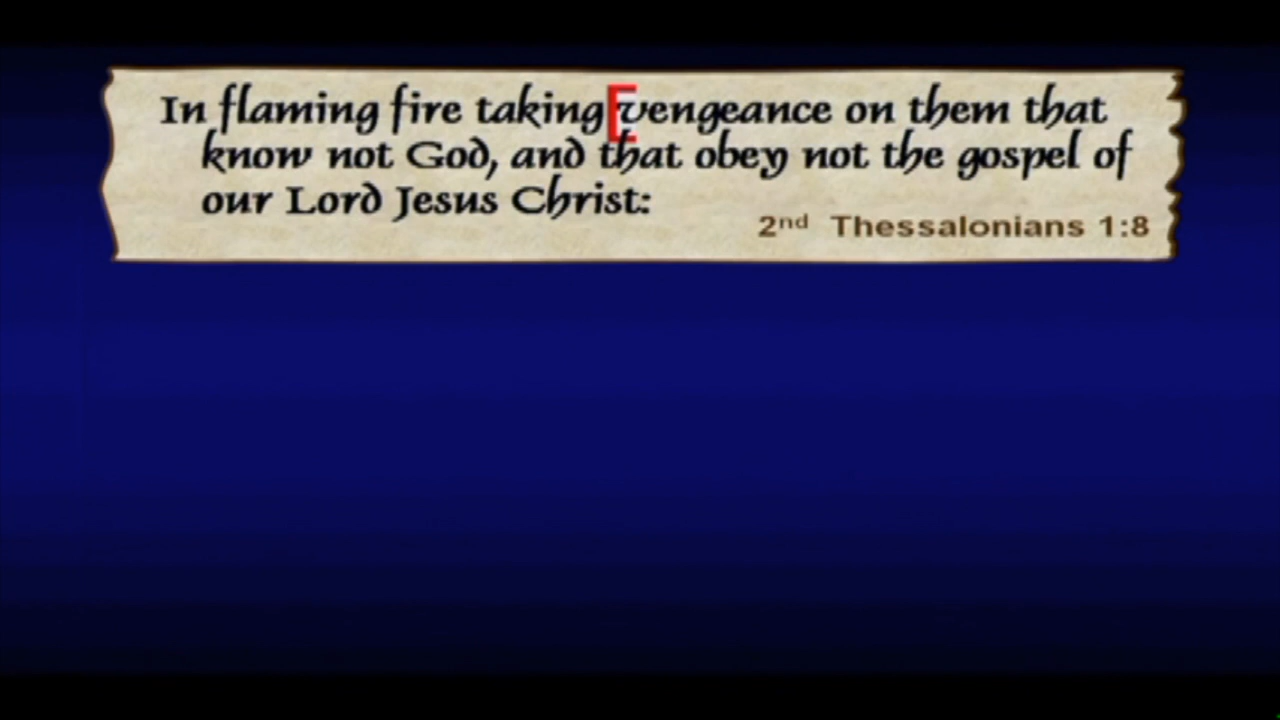 In flaming fire taking vengeance on them that
know not God, and that obey not the gospel of
our Lord Jesus Christ:
2nd Thessalonians 1:8